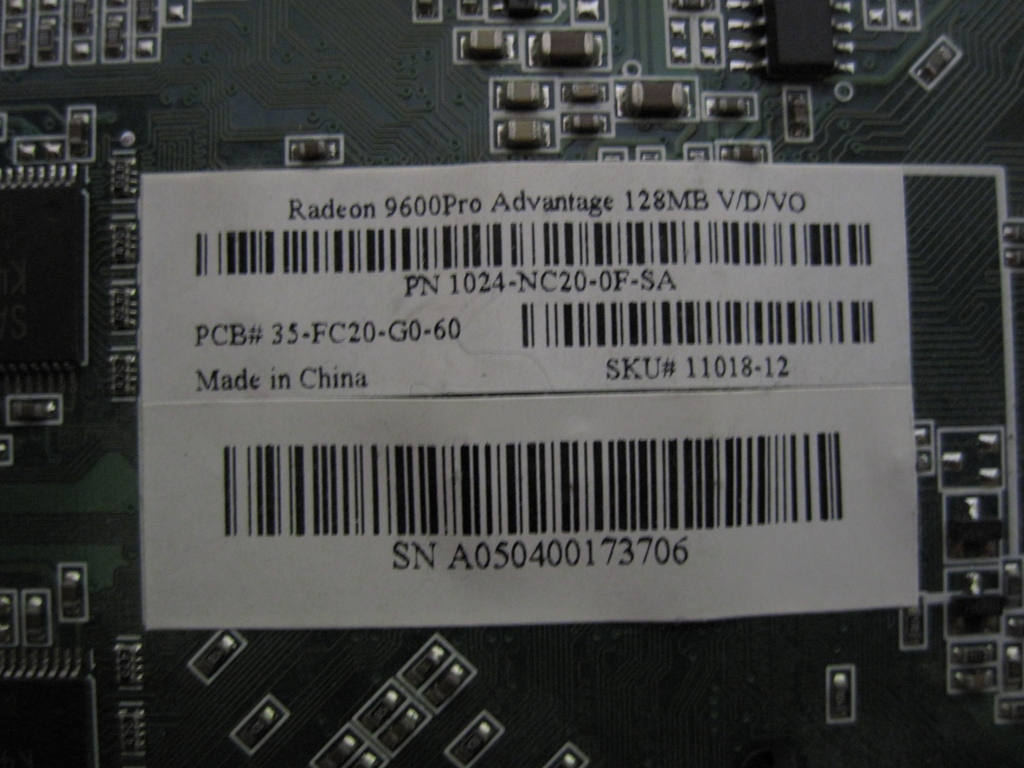 Radeon 9600Pro Advantage 128MB V/D/VO
PN 1024-NC20-0F-SA
PCB# 35-FC20-G0-60
SKU# 11018-12
Made in China
SN A050400173706